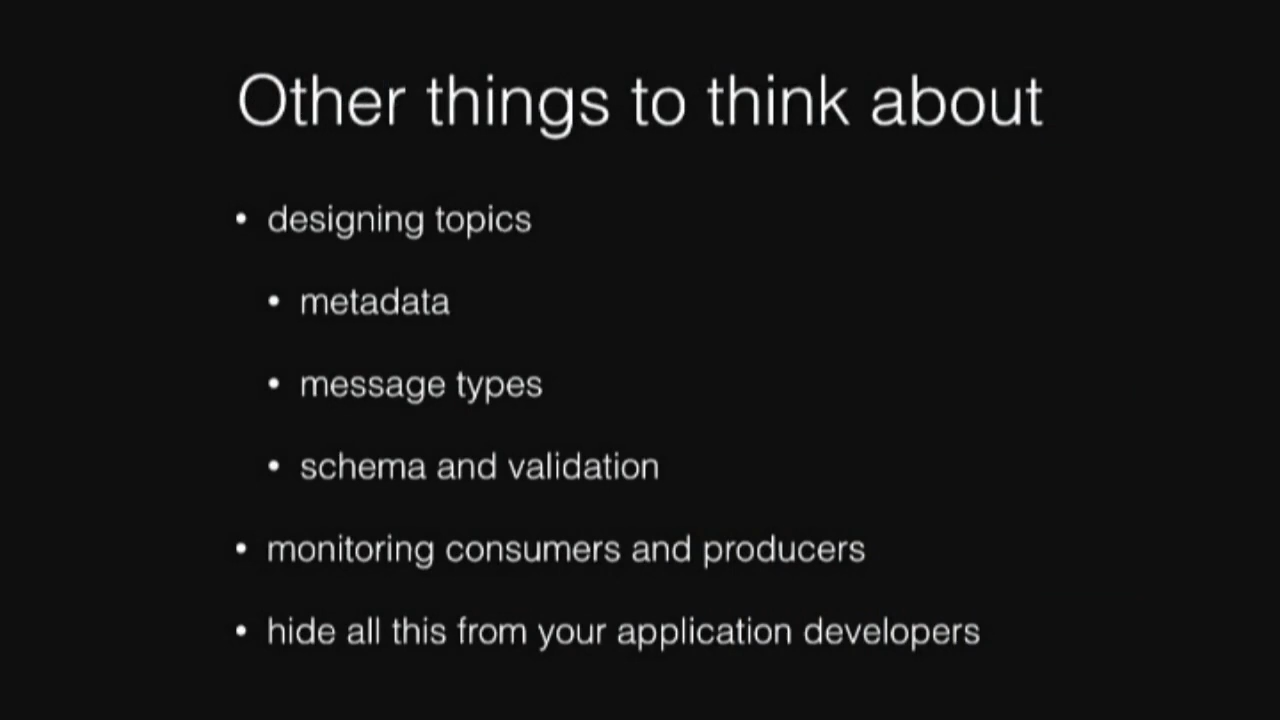 Other things to think about
• designing topics
• metadata
• message types
• schema and validation
• monitoring consumers and producers
• hide all this from your application developers